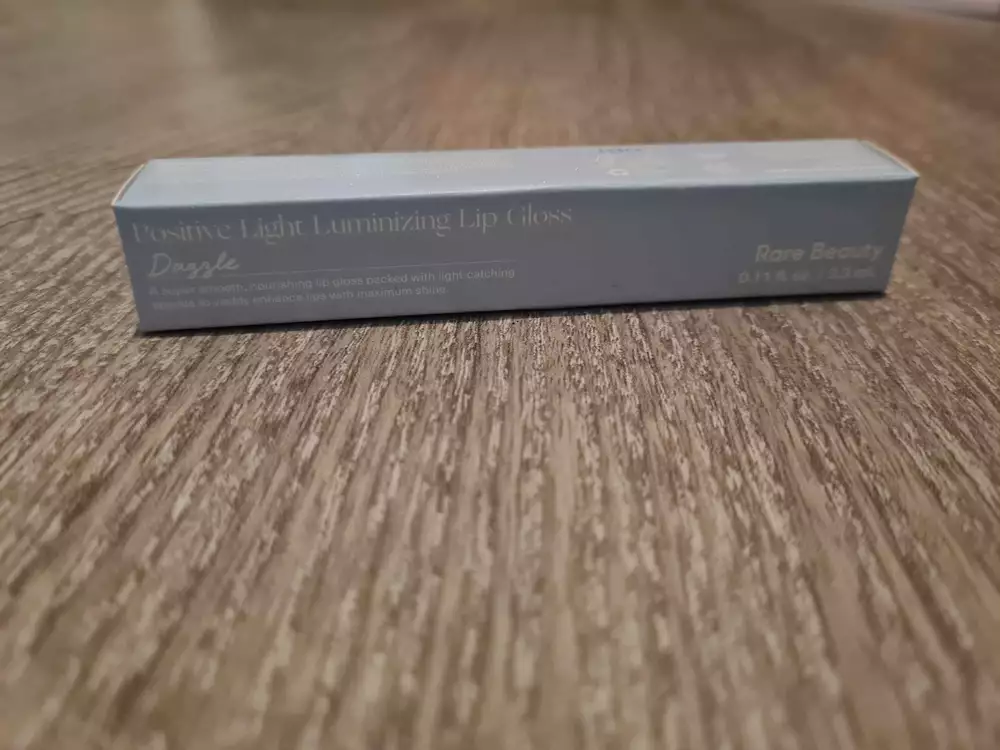 Positive Light Luminizing Lip Gloss
Dazzle
A super smooth, nourishing lip gloss packed with light-catching
to visibly enhance lips with maximum shine.
Rare Beauty
0.11 fl. oz. / 3.3 mL